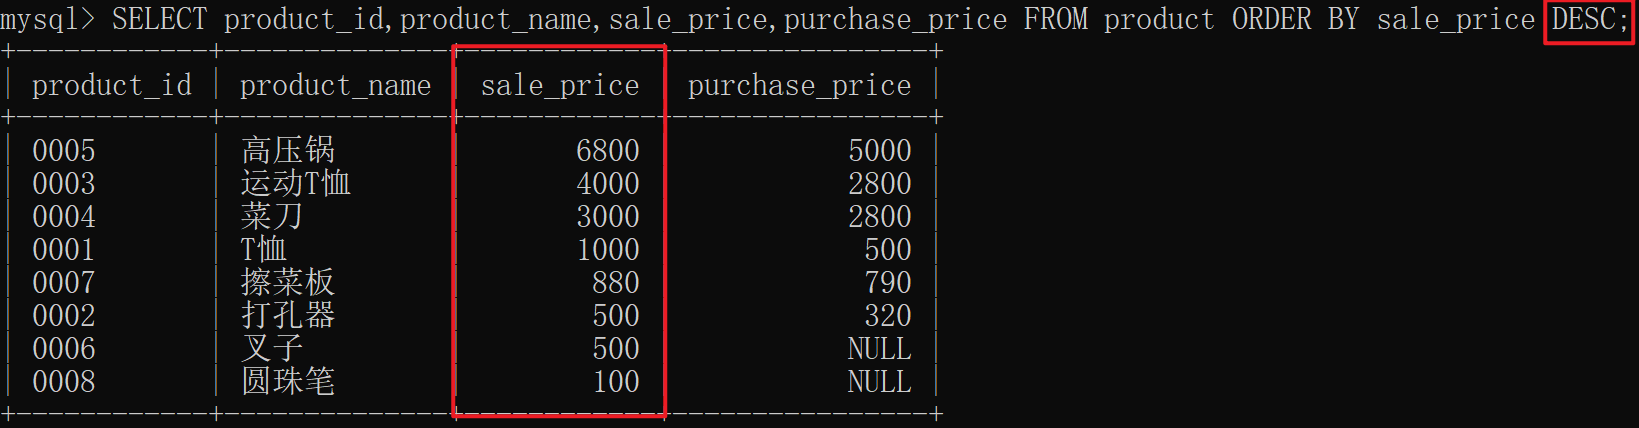 mysql> SELECT product_id,product_name,sale_price,purchase_price FROM product ORDER BY sale_price DESC;
+------------+--------------+------------+----------------+
| product_id | product_name | sale_price | purchase_price |
+------------+--------------+------------+----------------+
| 0005 | 高压锅 | 6800 | 5000 |
| 0003 | 运动T恤 | 4000 | 2800 |
| 0004 | 菜刀 | 3000 | 2800 |
| 0001 | T恤 | 1000 | 500 |
| 0007 | 擦菜板 | 880 | 790 |
| 0002 | 打孔器 | 500 | 320 |
| 0006 | 叉子 | 500 | NULL |
| 0008 | 圆珠笔 | 100 | NULL |
+------------+--------------+------------+----------------+